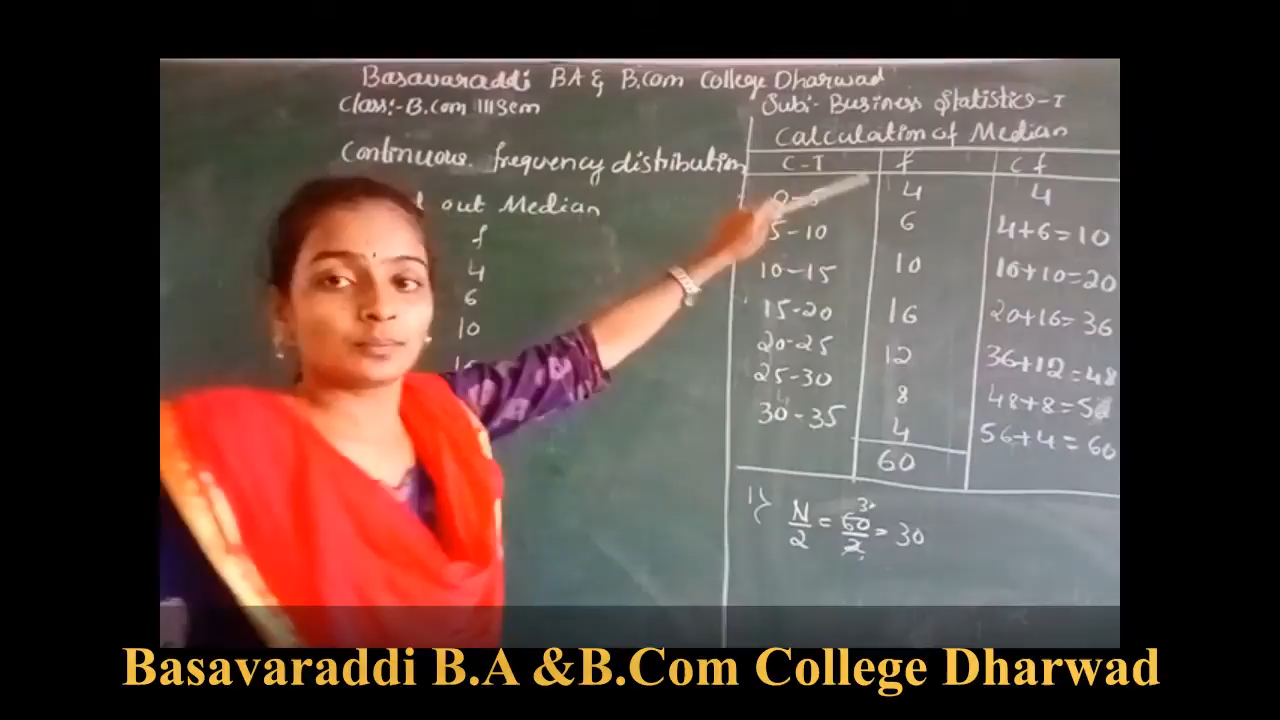 Basavaraddi BA & B.Com College Dharwad
Class:- B.Com III Sem
Sub:- Business Statistics-I
Continuous frequency distribution
out Median
f
4
6
10
Calculation of Median
C-I f Cf
0-5 4 4
5-10 6 4+6=10
10-15 10 10+10=20
15-20 16 20+16=36
20-25 12 36+12=48
25-30 8 48+8=56
30-35 4 56+4=60
60
1} N/2 = 60/2 30 = 30
Basavaraddi B.A &B.Com College Dharwad